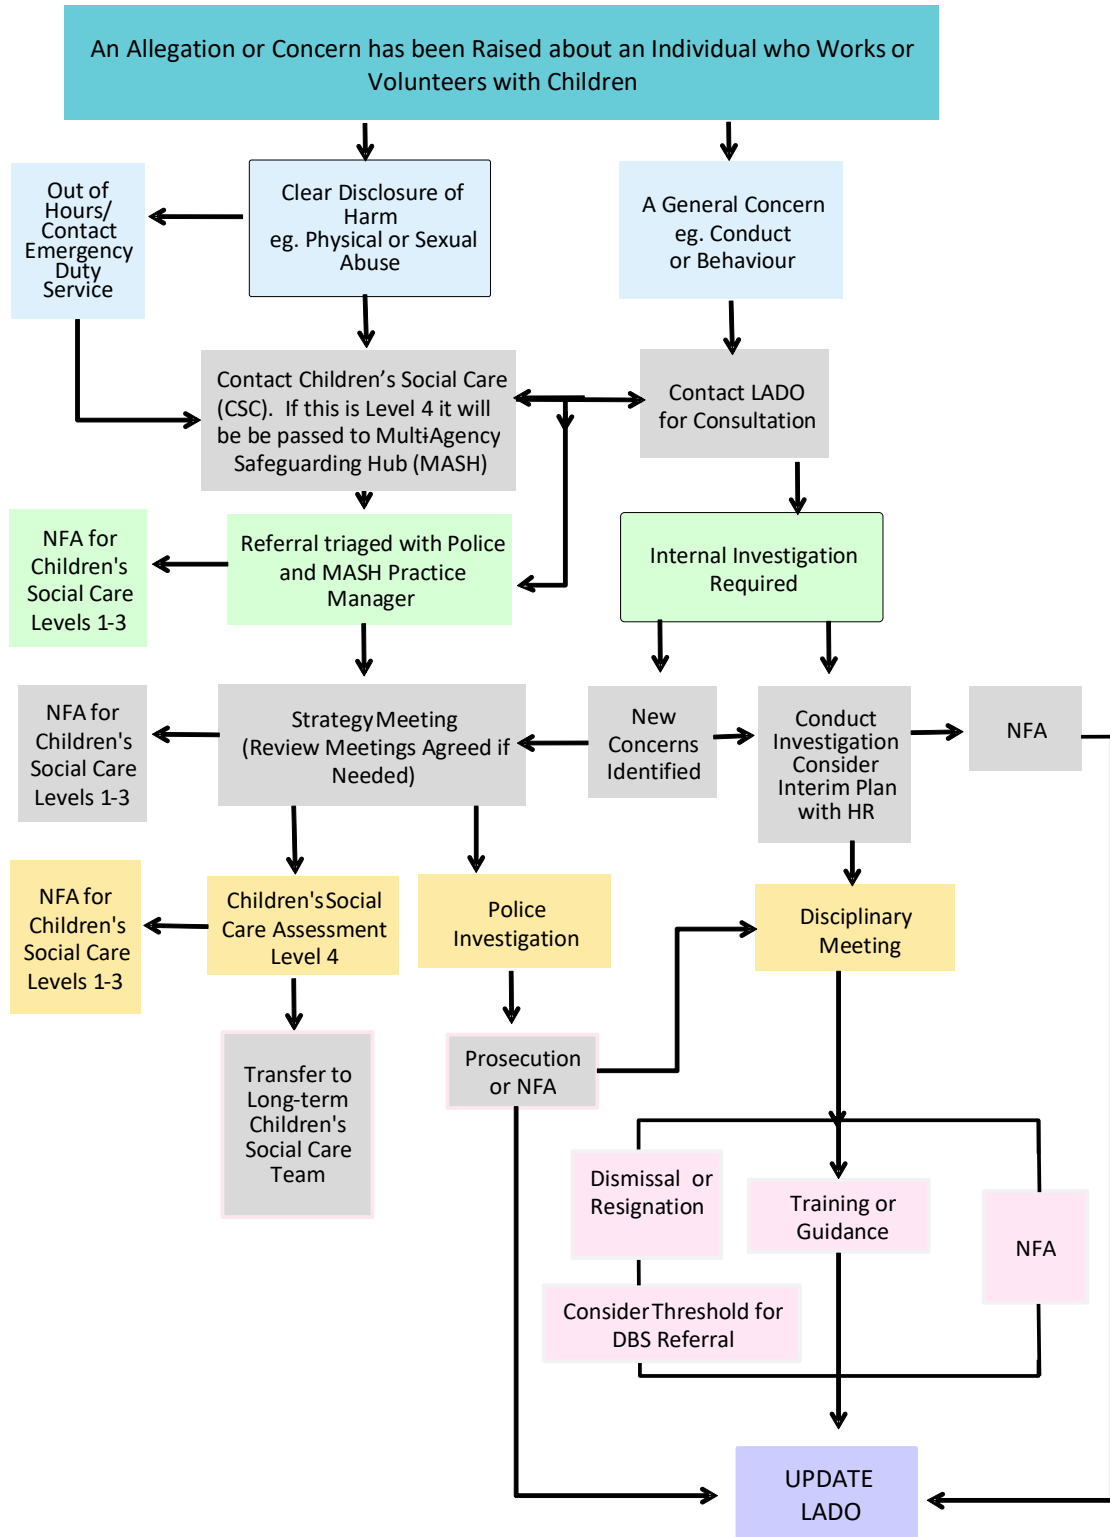 An Allegation or Concern has been Raised about an Individual who Works or
Volunteers with Children
Out of
Hours/
Contact
Emergency
Duty
Service
Clear Disclosure of
Harm
eg. Physical or Sexual
Abuse
A General Concern
eg. Conduct
or Behaviour
Contact Children’s Social Care
(CSC). If this is Level 4 it will
be be passed to Multi-Agency
Safeguarding Hub (MASH)
Contact LADO
for Consultation
NFA for
Children's
Social Care
Levels 1-3
Referral triaged with Police
and MASH Practice
Manager
Internal Investigation
Required
NFA for
Children's
Social Care
Levels 1-3
Strategy Meeting
(Review Meetings Agreed if
Needed)
New
Concerns
Identified
Conduct
Investigation
Consider
Interim Plan
with HR
NFA
NFA for
Children's
Social Care
Levels 1-3
Children's Social
Care Assessment
Level 4
Police
Investigation
Disciplinary
Meeting
Transfer to
Long-term
Children's
Social Care
Team
Prosecution
or NFA
Dismissal or
Resignation
Training or
Guidance
NFA
Consider Threshold for
DBS Referral
UPDATE
LADO